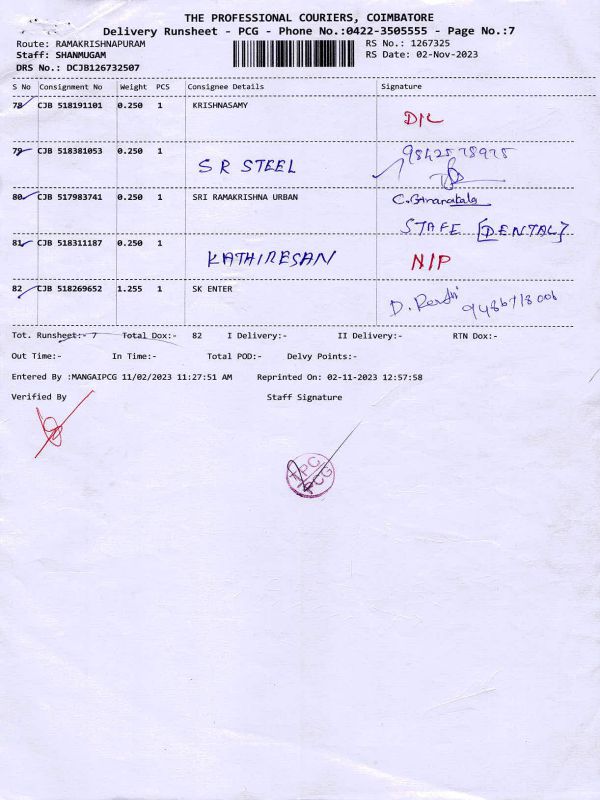 THE PROFESSIONAL COURIERS, COIMBATORE
Delivery Runsheet - PCG - Phone No.:0422-3505555 - Page No.:7
Route: RAMAKRISHNAPURAM RS No.: 1267325
Staff: SHANMUGAM RS Date: 02-Nov-2023
DRS No.: DCJB126732507
S No Consignment No Weight PCS Consignee Details Signature
78 CJB 518191101 0.250 1 KRISHNASAMY
D/L
79 CJB 518381053 0.250 1
S R STEEL
80 CJB 517983741 0.250 1 SRI RAMAKRISHNA URBAN
STAFF [DENTAL]
81 CJB 518311187 0.250 1
KATHIRESAN N/P
82 CJB 518269652 1.255 1 SK ENTER
Tot. Runsheet:- 7 Total Dox:- 82 I Delivery:- II Delivery:- RTN Dox:-
Out Time:- In Time:- Total POD:- Delvy Points:-
Entered By :MANGAIPCG 11/02/2023 11:27:51 AM Reprinted On: 02-11-2023 12:57:58
Verified By Staff Signature
TPC
PCG